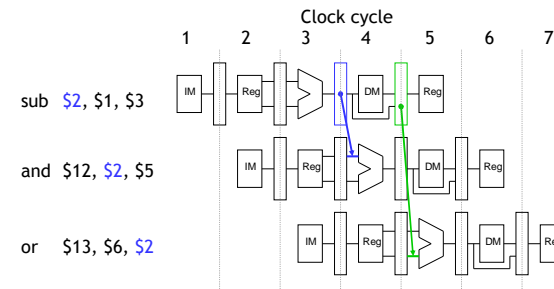 Clock cycle
1 2 3 4 5 6 7
sub $2, $1, $3
IM Reg DM Reg
and $12, $2, $5
IM Reg DM Reg
or $13, $6, $2
IM Reg DM